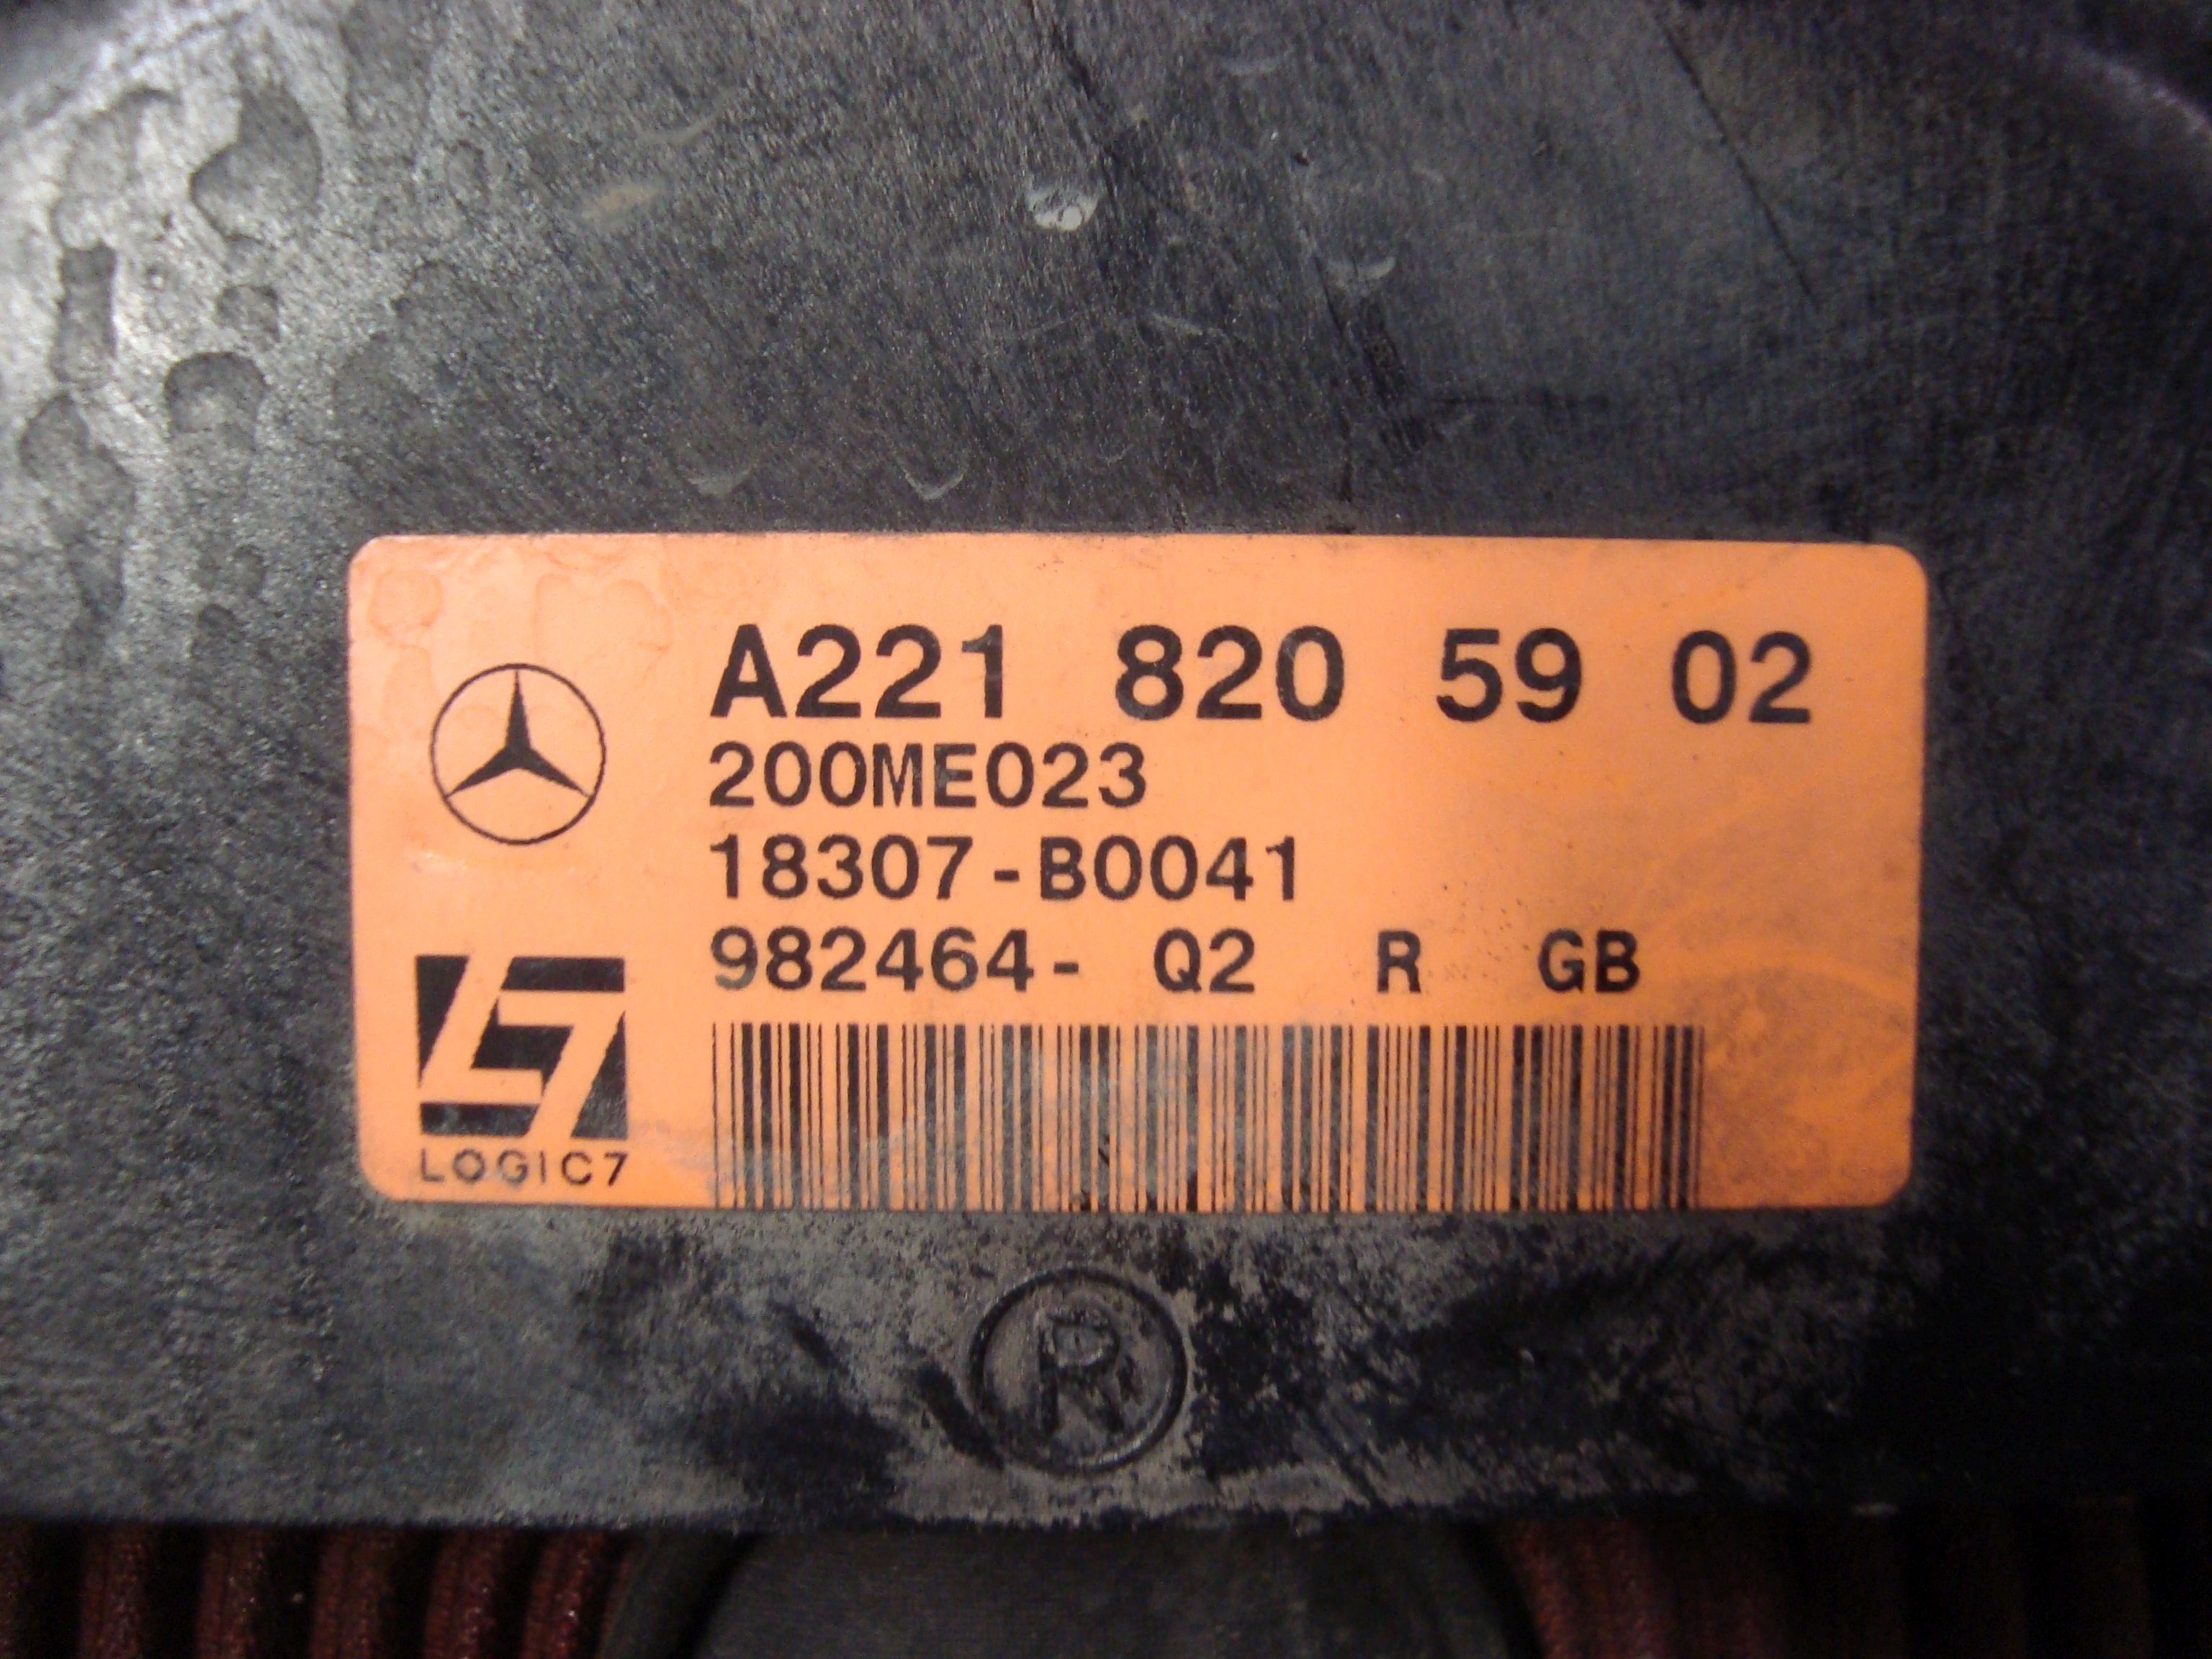 A221 820 59 02
200ME023
18307-B0041
982464- Q2 R GB
LOGIC7
R